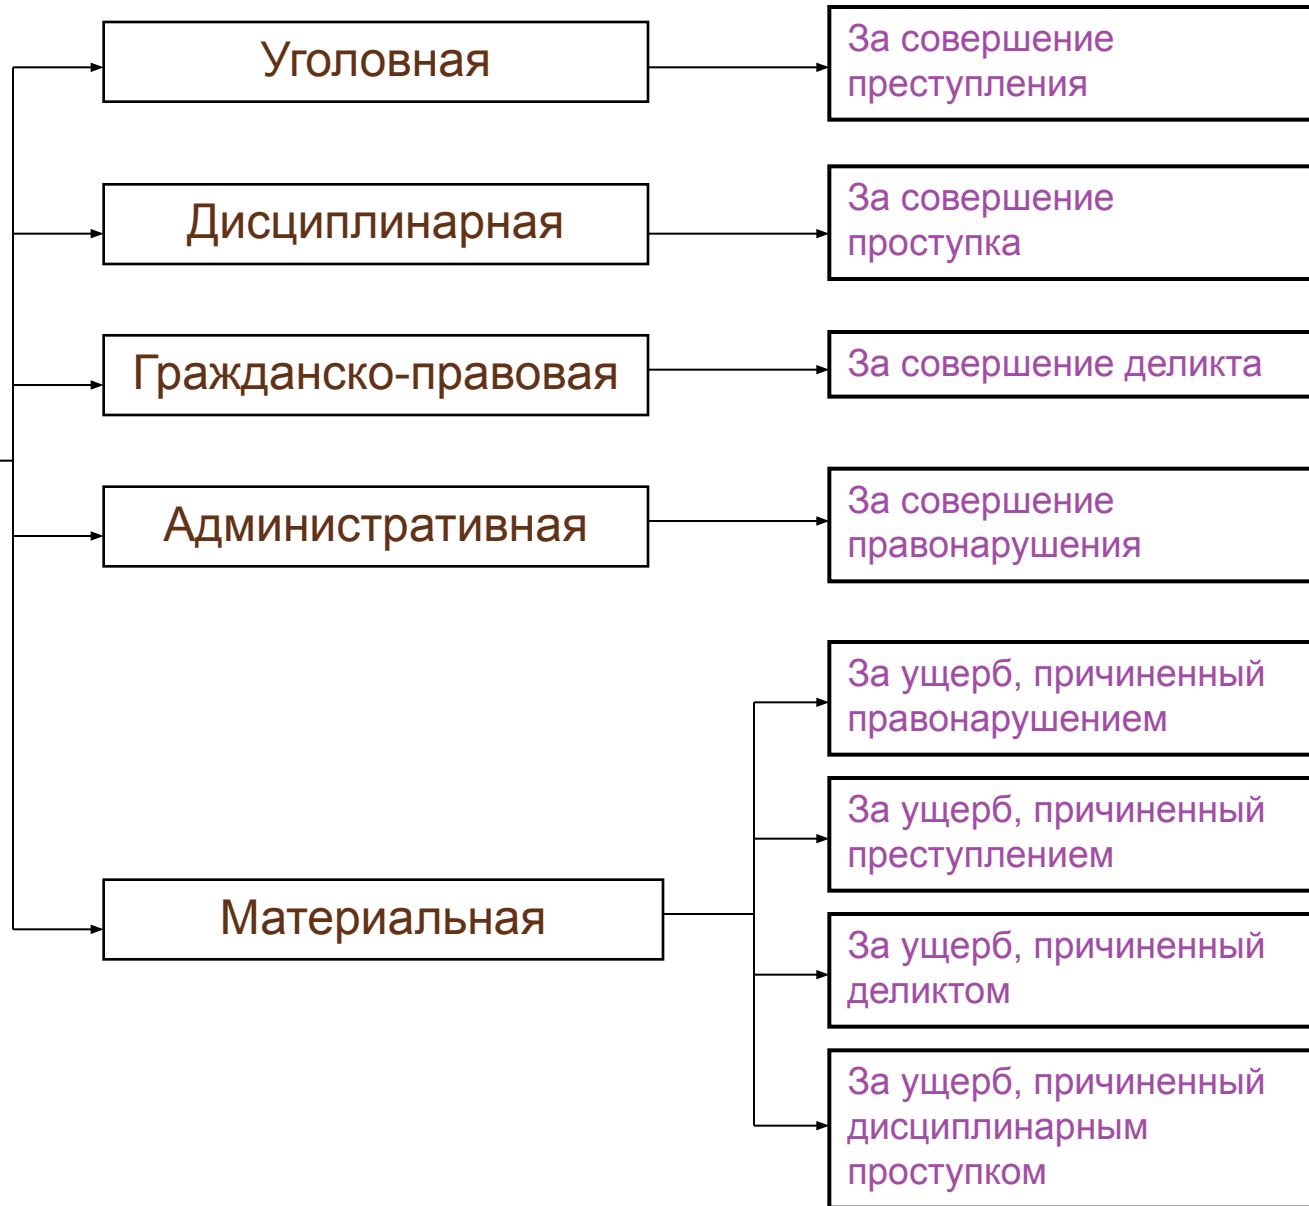 Уголовная
За совершение
преступления
Дисциплинарная
За совершение
проступка
Гражданско-правовая
За совершение деликта
Административная
За совершение
правонарушения
Материальная
За ущерб, причиненный
правонарушением
За ущерб, причиненный
преступлением
За ущерб, причиненный
деликтом
За ущерб, причиненный
дисциплинарным
проступком